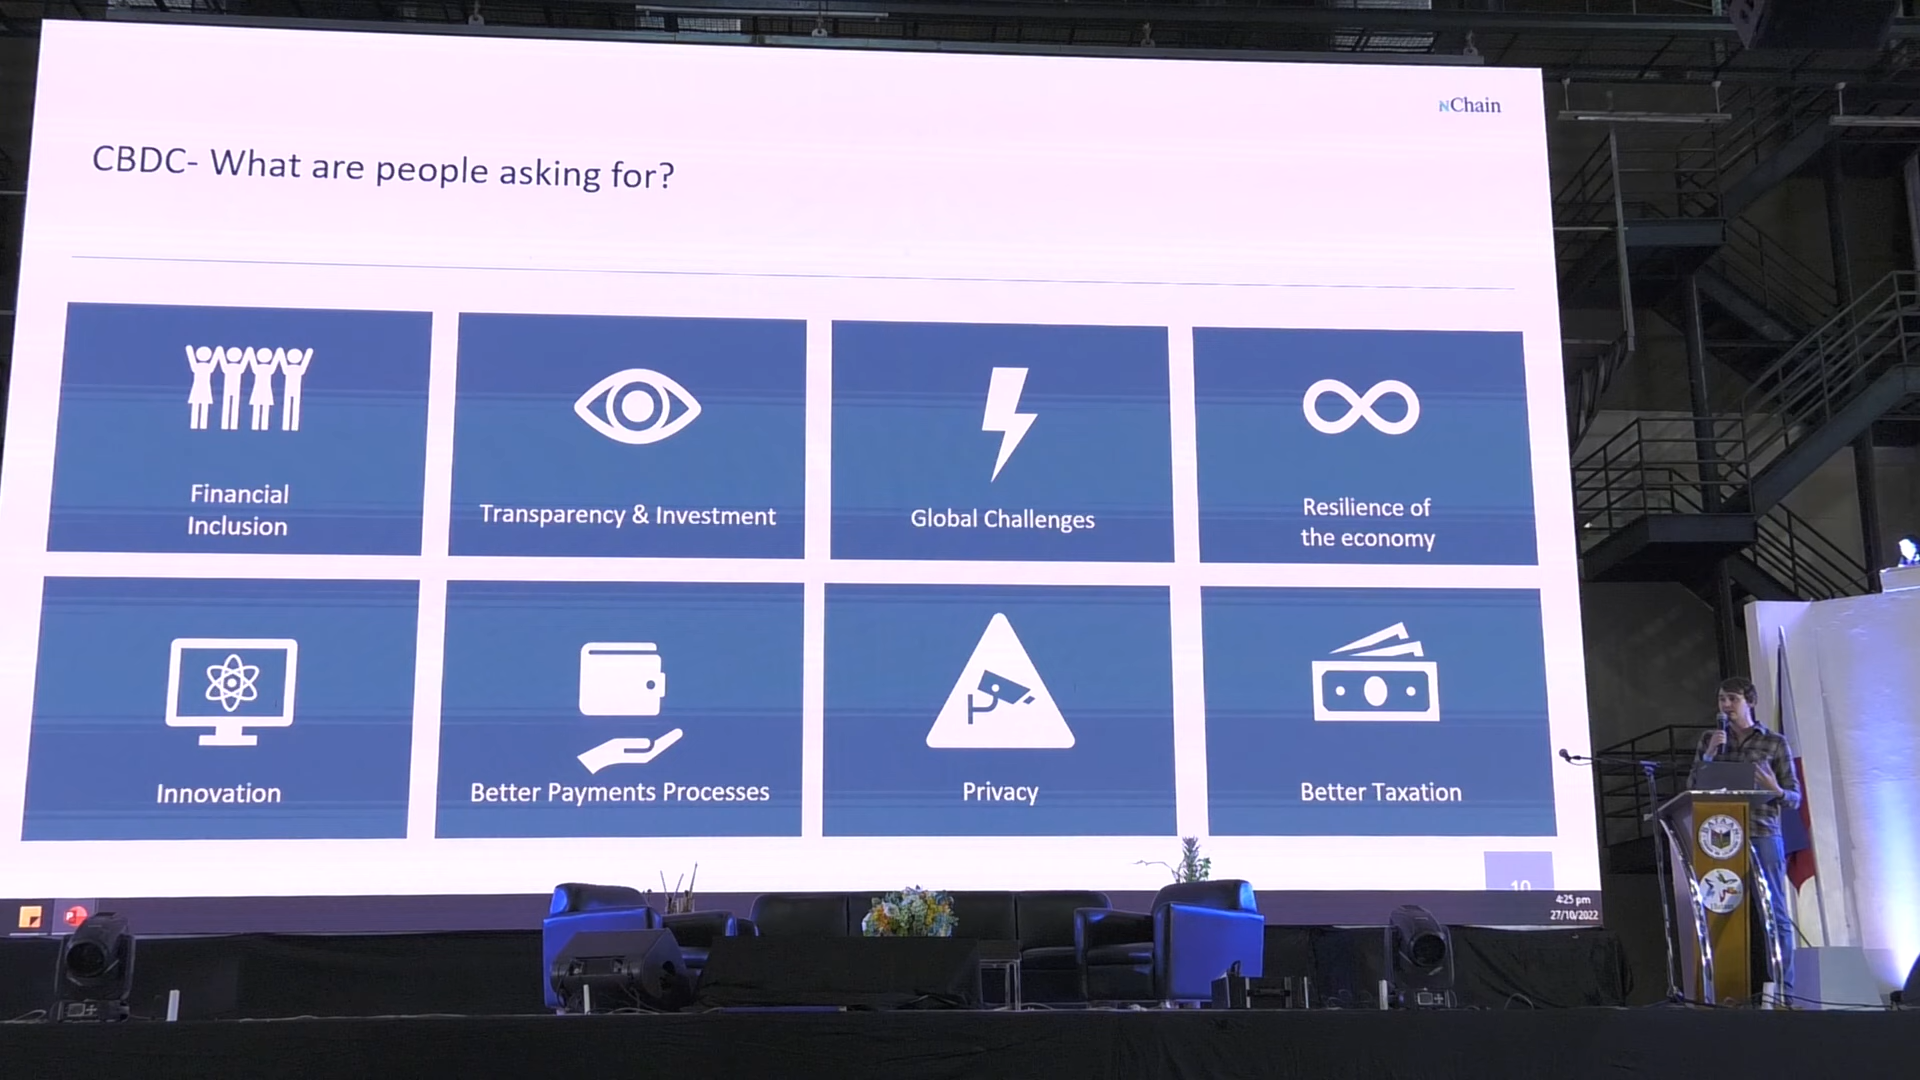 nChain
CBDC- What are people asking for?
Financial
Inclusion
Transparency & Investment
Global Challenges
Resilience of
the economy
Innovation
Better Payments Processes
Privacy
Better Taxation
10
4:25 pm
27/10/2022
BATAAN